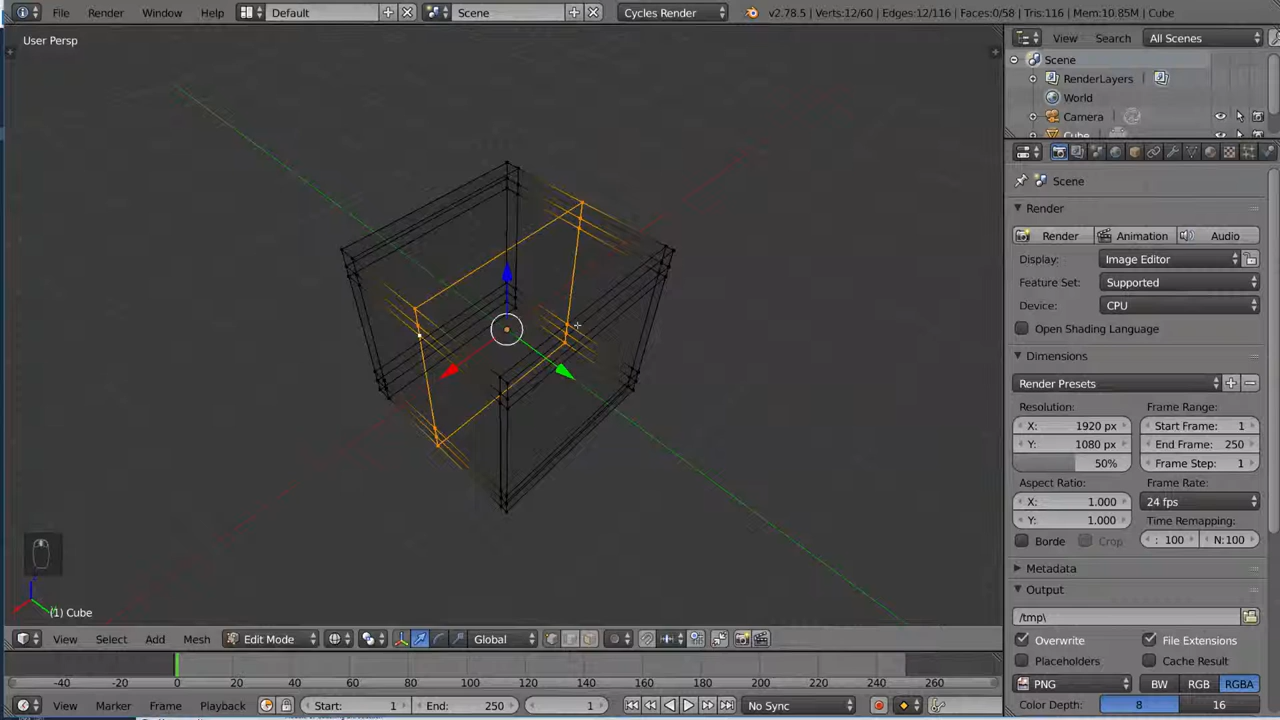 File Render Window Help Default Scene Cycles Render v2.78.5 | Verts:12/60 | Edges:12/116 | Faces:0/58 | Tris:116 | Mem:10.85M | Cube
User Persp
View Search All Scenes
Scene
RenderLayers
World
Camera
Cube
Scene
Render
Render Animation Audio
Display: Image Editor
Feature Set: Supported
Device: CPU
Open Shading Language
Dimensions
Render Presets
Resolution: Frame Range:
X: 1920 px Start Frame: 1
Y: 1080 px End Frame: 250
50% Frame Step: 1
Aspect Ratio: Frame Rate:
X: 1.000 24 fps
Y: 1.000 Time Remapping:
Borde Crop : 100 N:100
Metadata
Output
/tmp\
Overwrite File Extensions
Placeholders Cache Result
PNG BW RGB RGBA
Color Depth: 8 16
(1) Cube
View Select Add Mesh Edit Mode Global
-40 -20 0 20 40 60 80 100 120 140 160 180 200 220 240 260
View Marker Frame Playback Start: 1 End: 250 1 No Sync